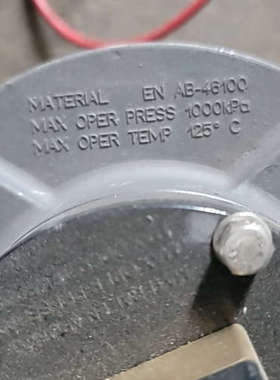 MATERIAL EN AB-46100
MAX OPER PRESS 1000kPa
MAX OPER TEMP 125° C